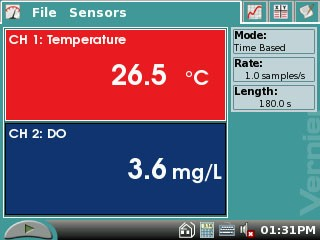 File Sensors
CH 1: Temperature
26.5 °C
CH 2: DO
3.6 mg/L
Mode:
Time Based
Rate:
1.0 samples/s
Length:
180.0 s
Vernier
01:31PM